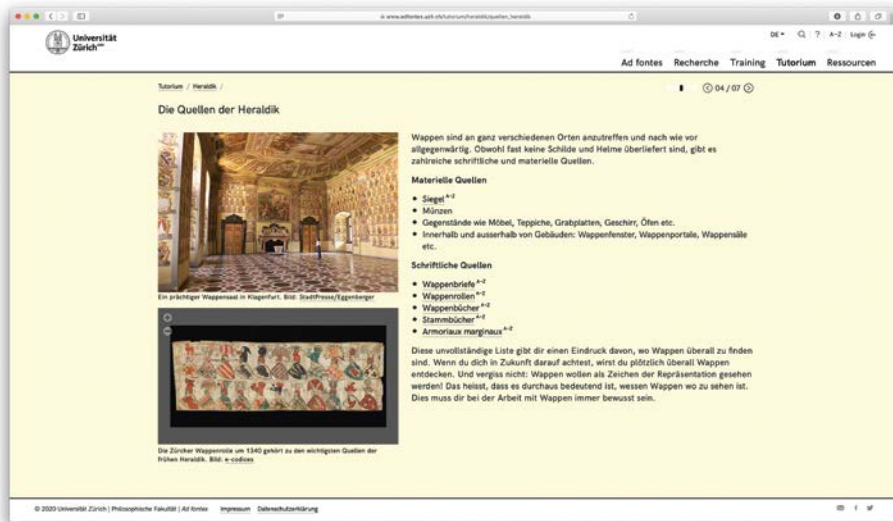 www.adfontes.uzh.ch/tutorium/heraldik/quellen_heraldik
Universität
Zürich UZH
DE
?
A–Z
Login
Ad fontes
Recherche
Training
Tutorium
Ressourcen
Tutorium / Heraldik /
04 / 07
Die Quellen der Heraldik
Ein prächtiger Wappensaal in Klagenfurt. Bild: StadtPresse/Eggenberger
Die Zürcher Wappenrolle um 1340 gehört zu den wichtigsten Quellen der
frühen Heraldik. Bild: e-codices
Wappen sind an ganz verschiedenen Orten anzutreffen und nach wie vor
allgegenwärtig. Obwohl fast keine Schilde und Helme überliefert sind, gibt es
zahlreiche schriftliche und materielle Quellen.
Materielle Quellen
• Siegel A–Z
• Münzen
• Gegenstände wie Möbel, Teppiche, Grabplatten, Geschirr, Öfen etc.
• Innerhalb und ausserhalb von Gebäuden: Wappenfenster, Wappenportale, Wappensäle
etc.
Schriftliche Quellen
• Wappenbriefe A–Z
• Wappenrollen A–Z
• Wappenbücher A–Z
• Stammbücher A–Z
• Armoriaux marginaux A–Z
Diese unvollständige Liste gibt dir einen Eindruck davon, wo Wappen überall zu finden
sind. Wenn du dich in Zukunft darauf achtest, wirst du plötzlich überall Wappen
entdecken. Und vergiss nicht: Wappen wollen als Zeichen der Repräsentation gesehen
werden! Das heisst, dass es durchaus bedeutend ist, wessen Wappen wo zu sehen ist.
Dies muss dir bei der Arbeit mit Wappen immer bewusst sein.
© 2020 Universität Zürich | Philosophische Fakultät | Ad fontes
Impressum
Datenschutzerklärung